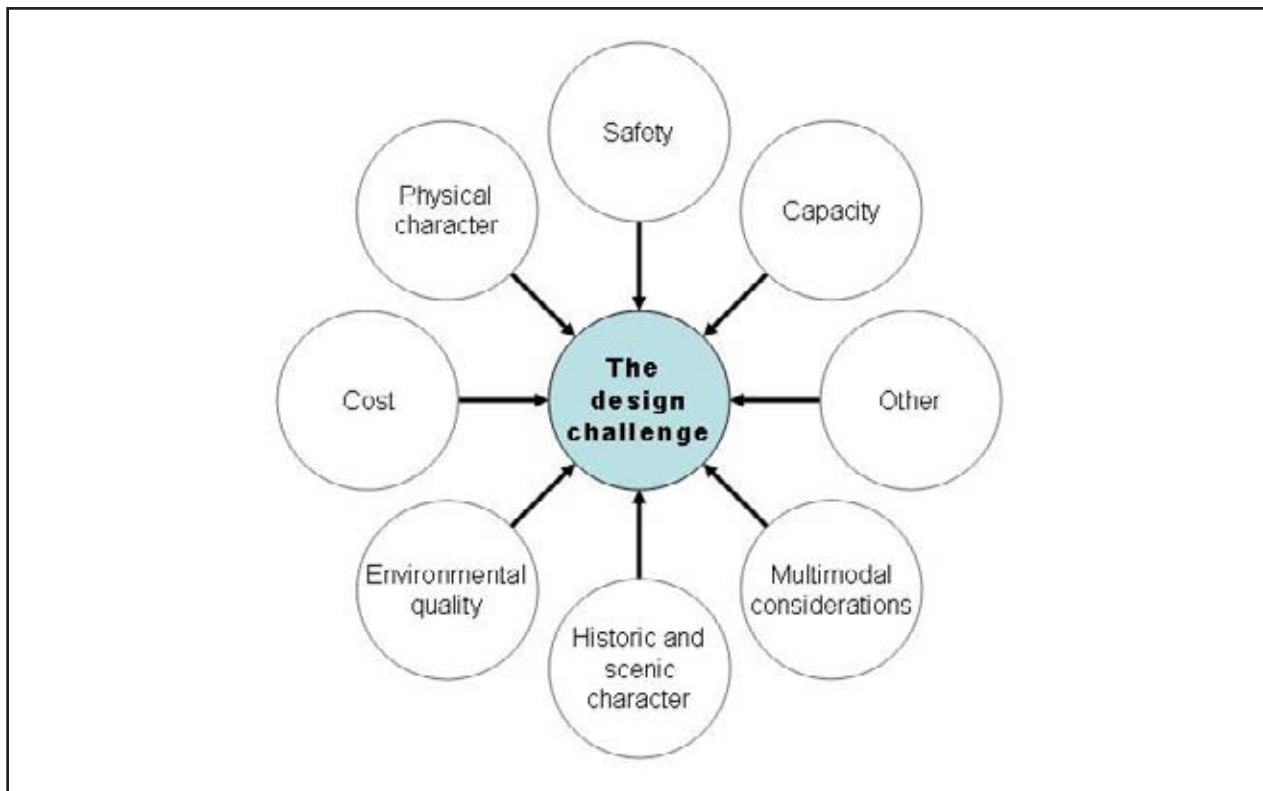 Safety
Physical
character
Capacity
Cost
The
design
challenge
Other
Environmental
quality
Multimodal
considerations
Historic and
scenic
character